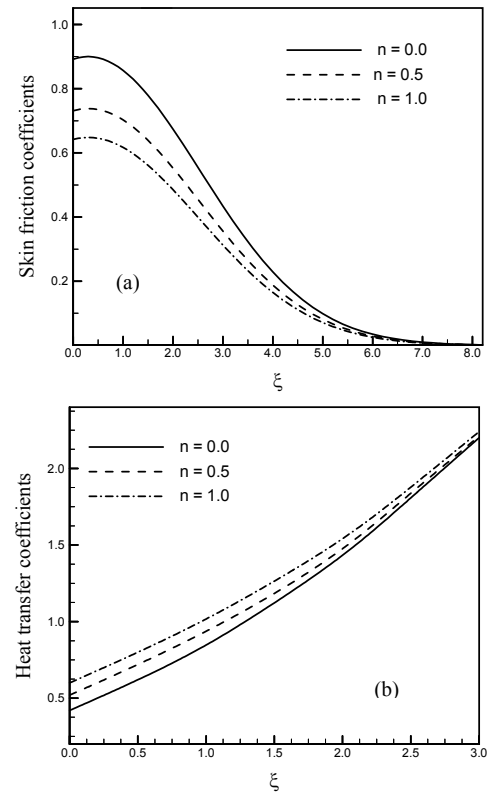 1.0
n = 0.0
0.8
n = 0.5
n = 1.0
0.6
Skin friction coefficients
0.4
(a)
0.2
0.0 1.0 2.0 3.0 4.0 5.0 6.0 7.0 8.0
ξ
n = 0.0
2.0
n = 0.5
n = 1.0
1.5
Heat transfer coefficients
1.0
(b)
0.5
0.0 0.5 1.0 1.5 2.0 2.5 3.0
ξ